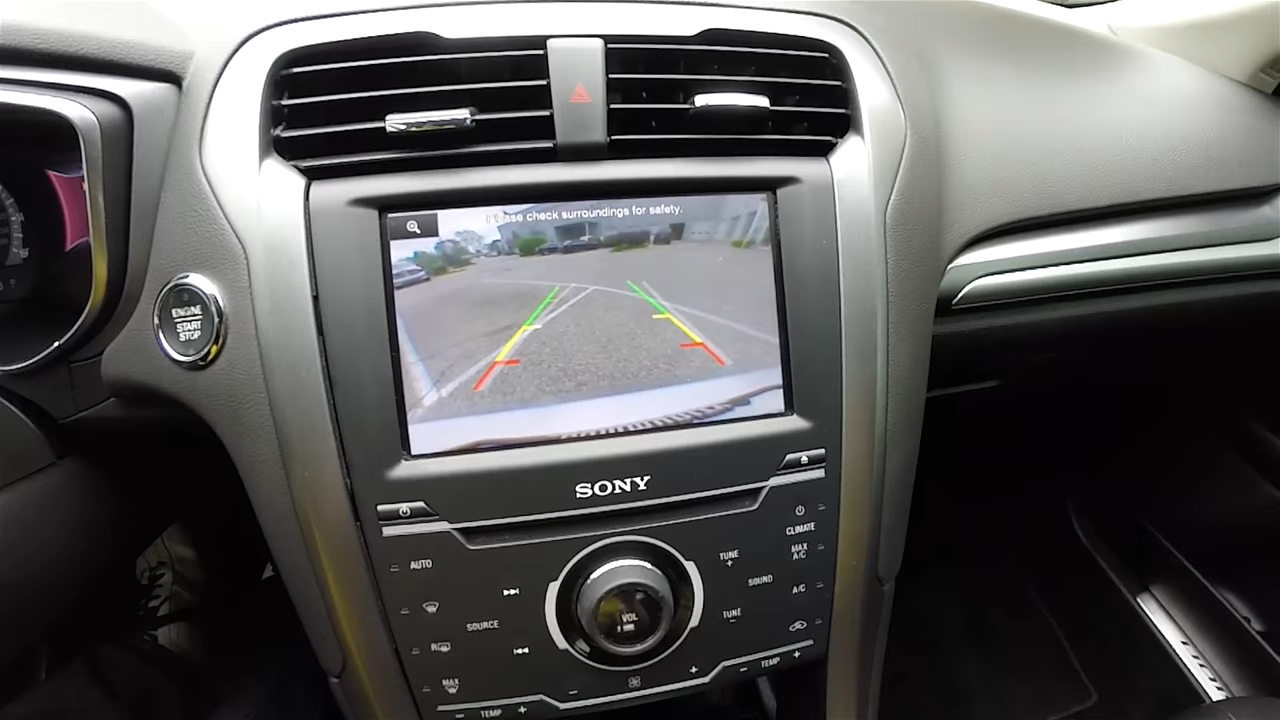 Please check surroundings for safety.
ENGINE
START
STOP
SONY
AUTO
CLIMATE
MAX
A/C
TUNE
+
SOUND
A/C
SOURCE
VOL
TUNE
−
R
MAX
− TEMP +
−
+
− TEMP +